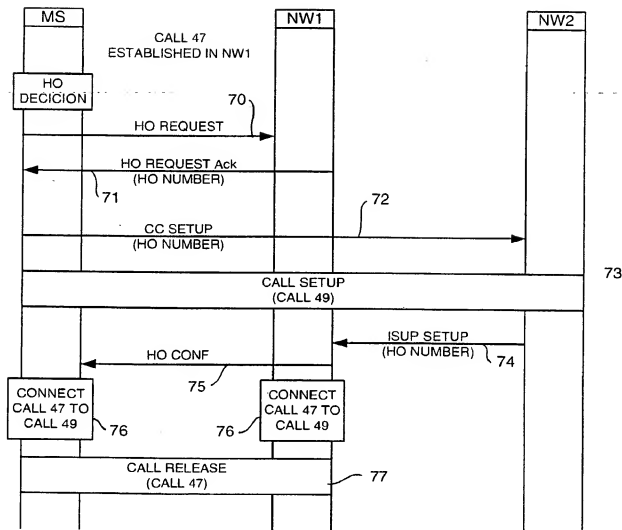 MS
NW1
NW2
CALL 47
ESTABLISHED IN NW1
HO
DECICION
70
HO REQUEST
HO REQUEST Ack
(HO NUMBER)
71
72
CC SETUP
(HO NUMBER)
73
CALL SETUP
(CALL 49)
ISUP SETUP
(HO NUMBER)
74
HO CONF
75
CONNECT
CALL 47 TO
CALL 49
76
76
CONNECT
CALL 47 TO
CALL 49
CALL RELEASE
(CALL 47)
77